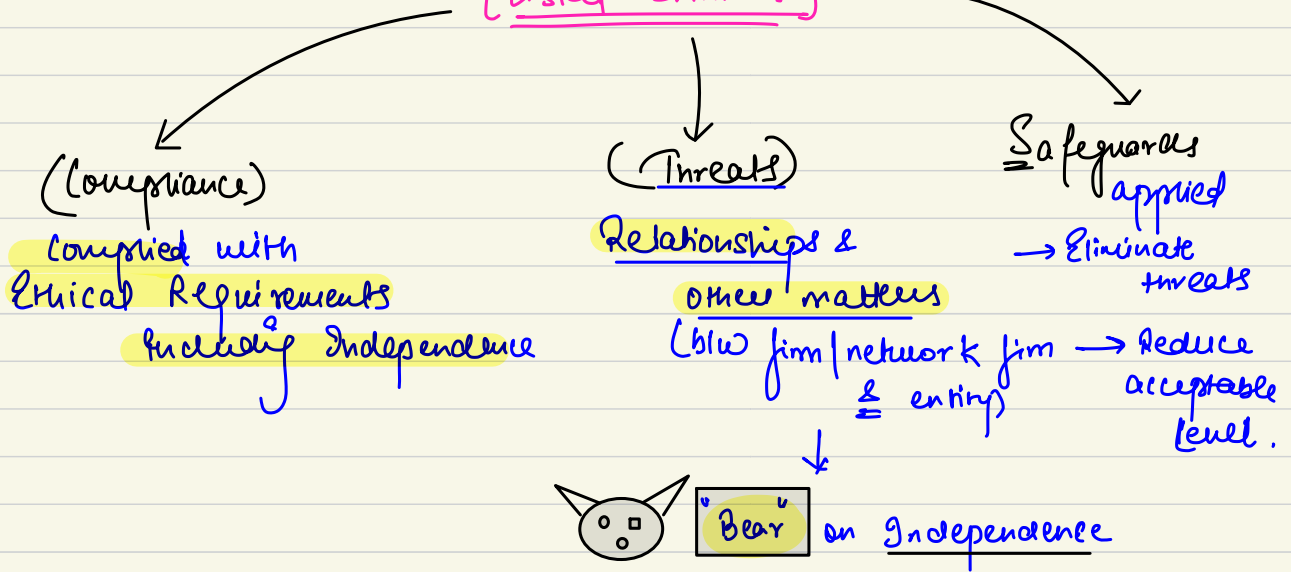 (Compliance)
Complied with
Ethical Requirements
Including Independence
(Threats)
Relationships &
other matters
(b/w firm/network firm
& entity
"Bear" on Independence
Safeguards
applied
→ Eliminate
threats
→ Reduce
acceptable
level.